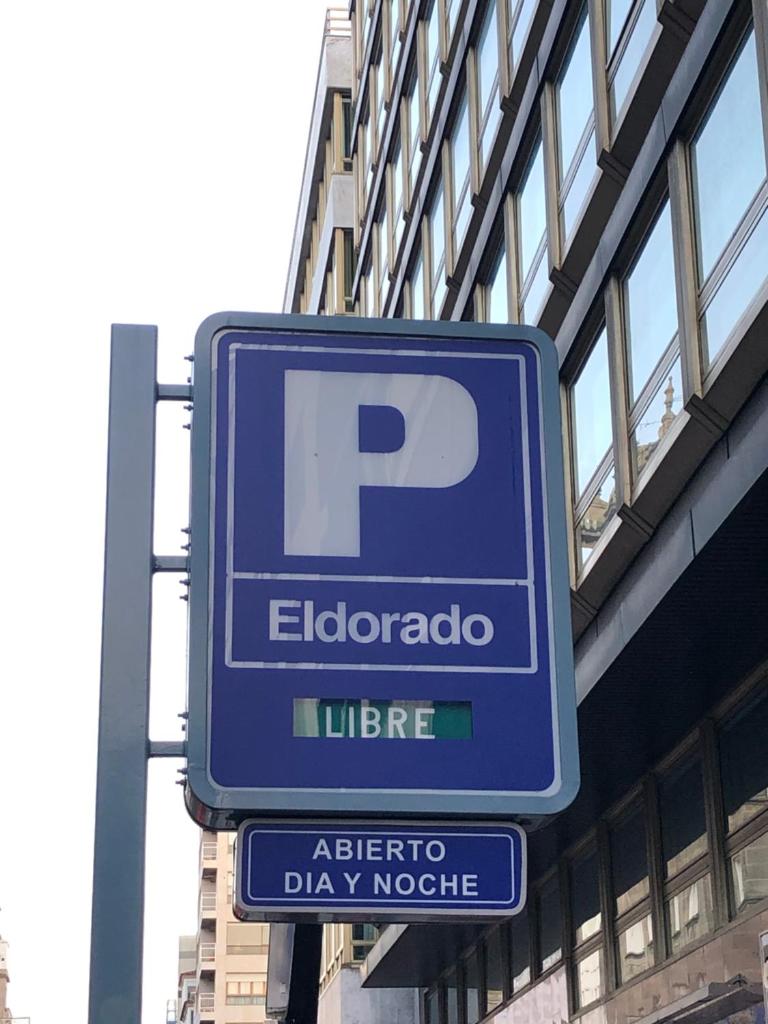 P
Eldorado
LIBRE
ABIERTO
DIA Y NOCHE